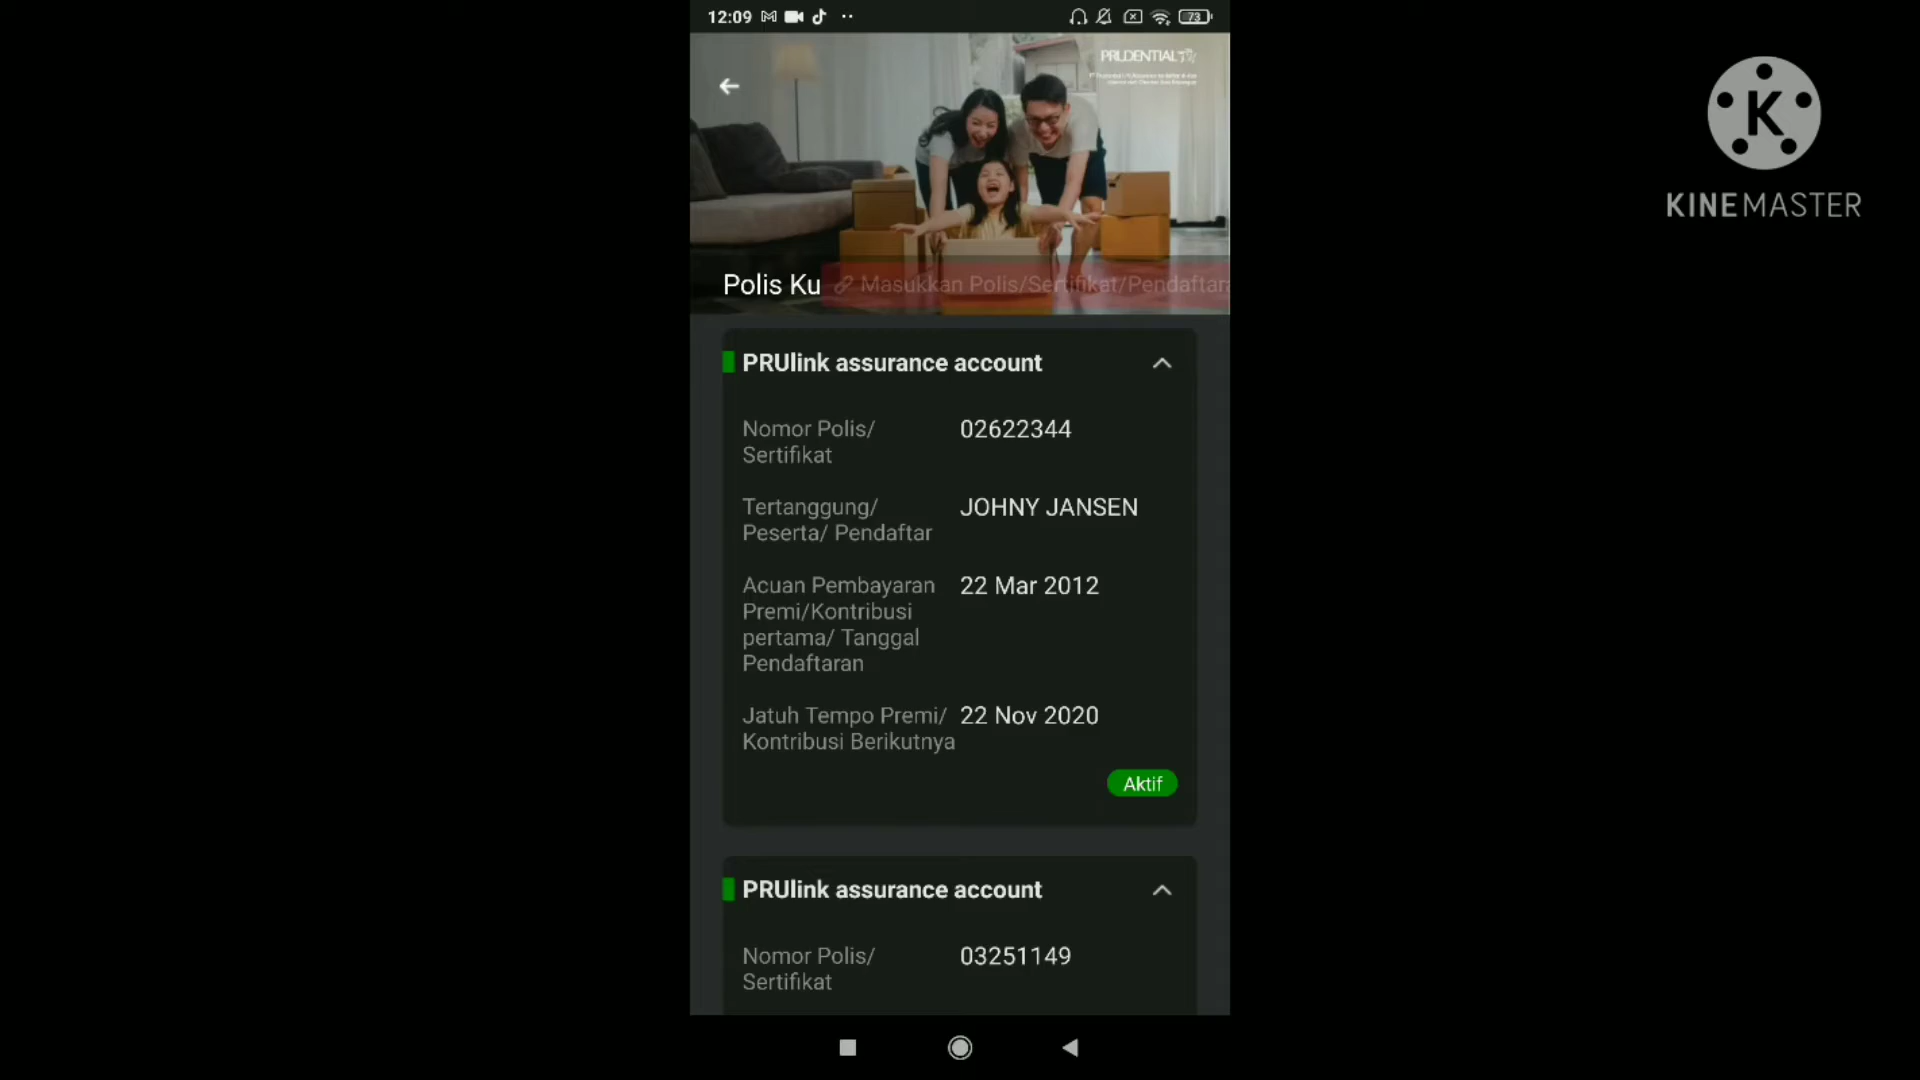 12:09
73
PRUDENTIAL
KINEMASTER
Polis Ku
Masukkan Polis/Sertifikat/Pendaftara
PRUlink assurance account
Nomor Polis/ 02622344
Sertifikat
Tertanggung/ JOHNY JANSEN
Peserta/ Pendaftar
Acuan Pembayaran 22 Mar 2012
Premi/Kontribusi
pertama/ Tanggal
Pendaftaran
Jatuh Tempo Premi/ 22 Nov 2020
Kontribusi Berikutnya
Aktif
PRUlink assurance account
Nomor Polis/ 03251149
Sertifikat